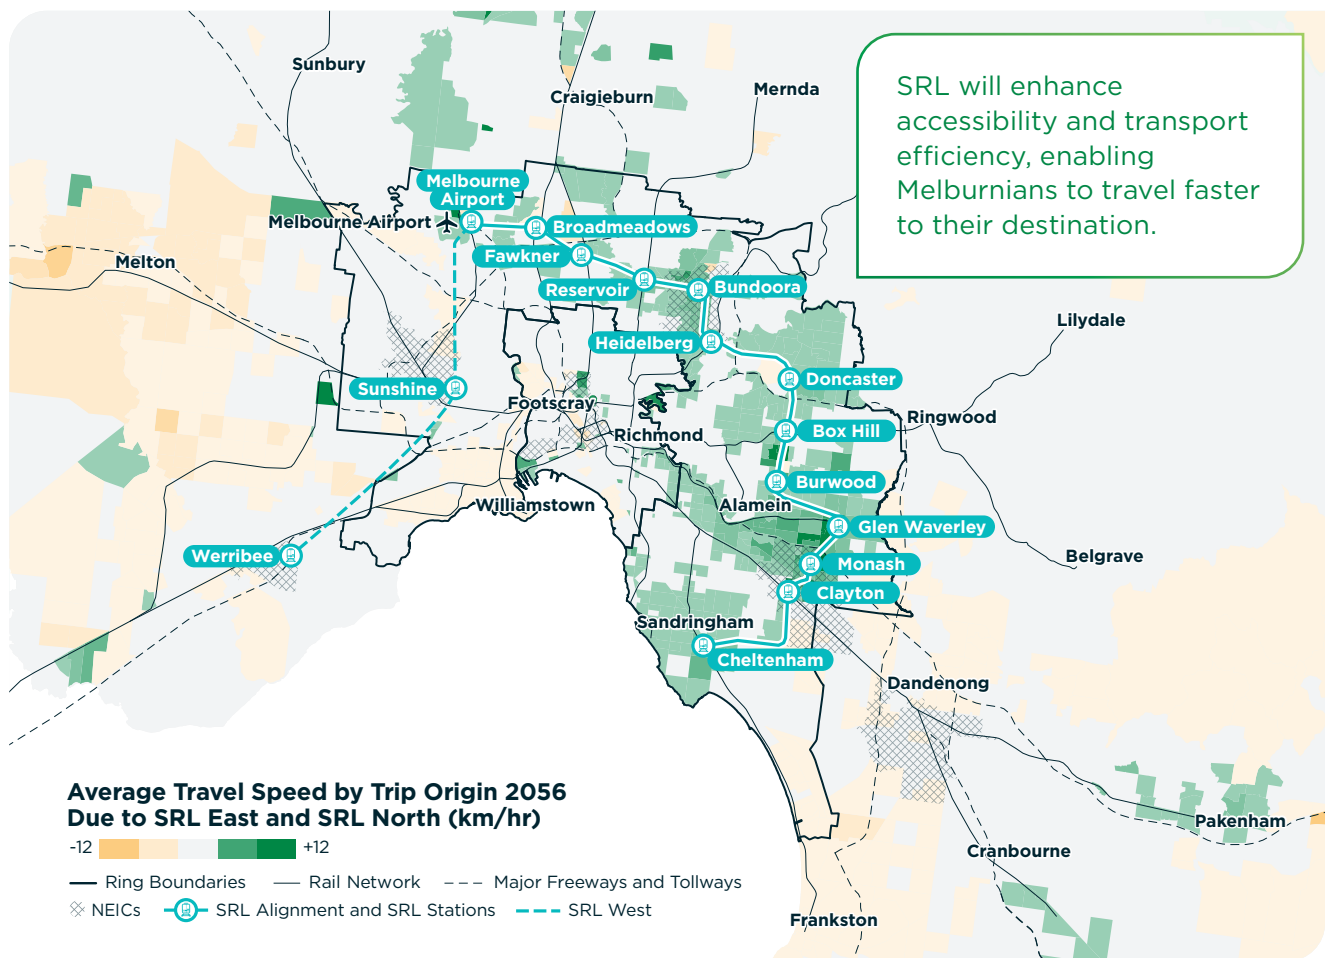 SRL will enhance
accessibility and transport
efficiency, enabling
Melburnians to travel faster
to their destination.
Sunbury
Craigieburn
Mernda
Melbourne
Airport
Melbourne Airport
Broadmeadows
Fawkner
Melton
Reservoir
Bundoora
Lilydale
Heidelberg
Doncaster
Sunshine
Footscray
Ringwood
Richmond
Box Hill
Burwood
Williamstown
Alamein
Glen Waverley
Werribee
Monash
Belgrave
Clayton
Sandringham
Cheltenham
Dandenong
Pakenham
Cranbourne
Frankston
Average Travel Speed by Trip Origin 2056
Due to SRL East and SRL North (km/hr)
-12 +12
Ring Boundaries Rail Network Major Freeways and Tollways
NEICs SRL Alignment and SRL Stations SRL West